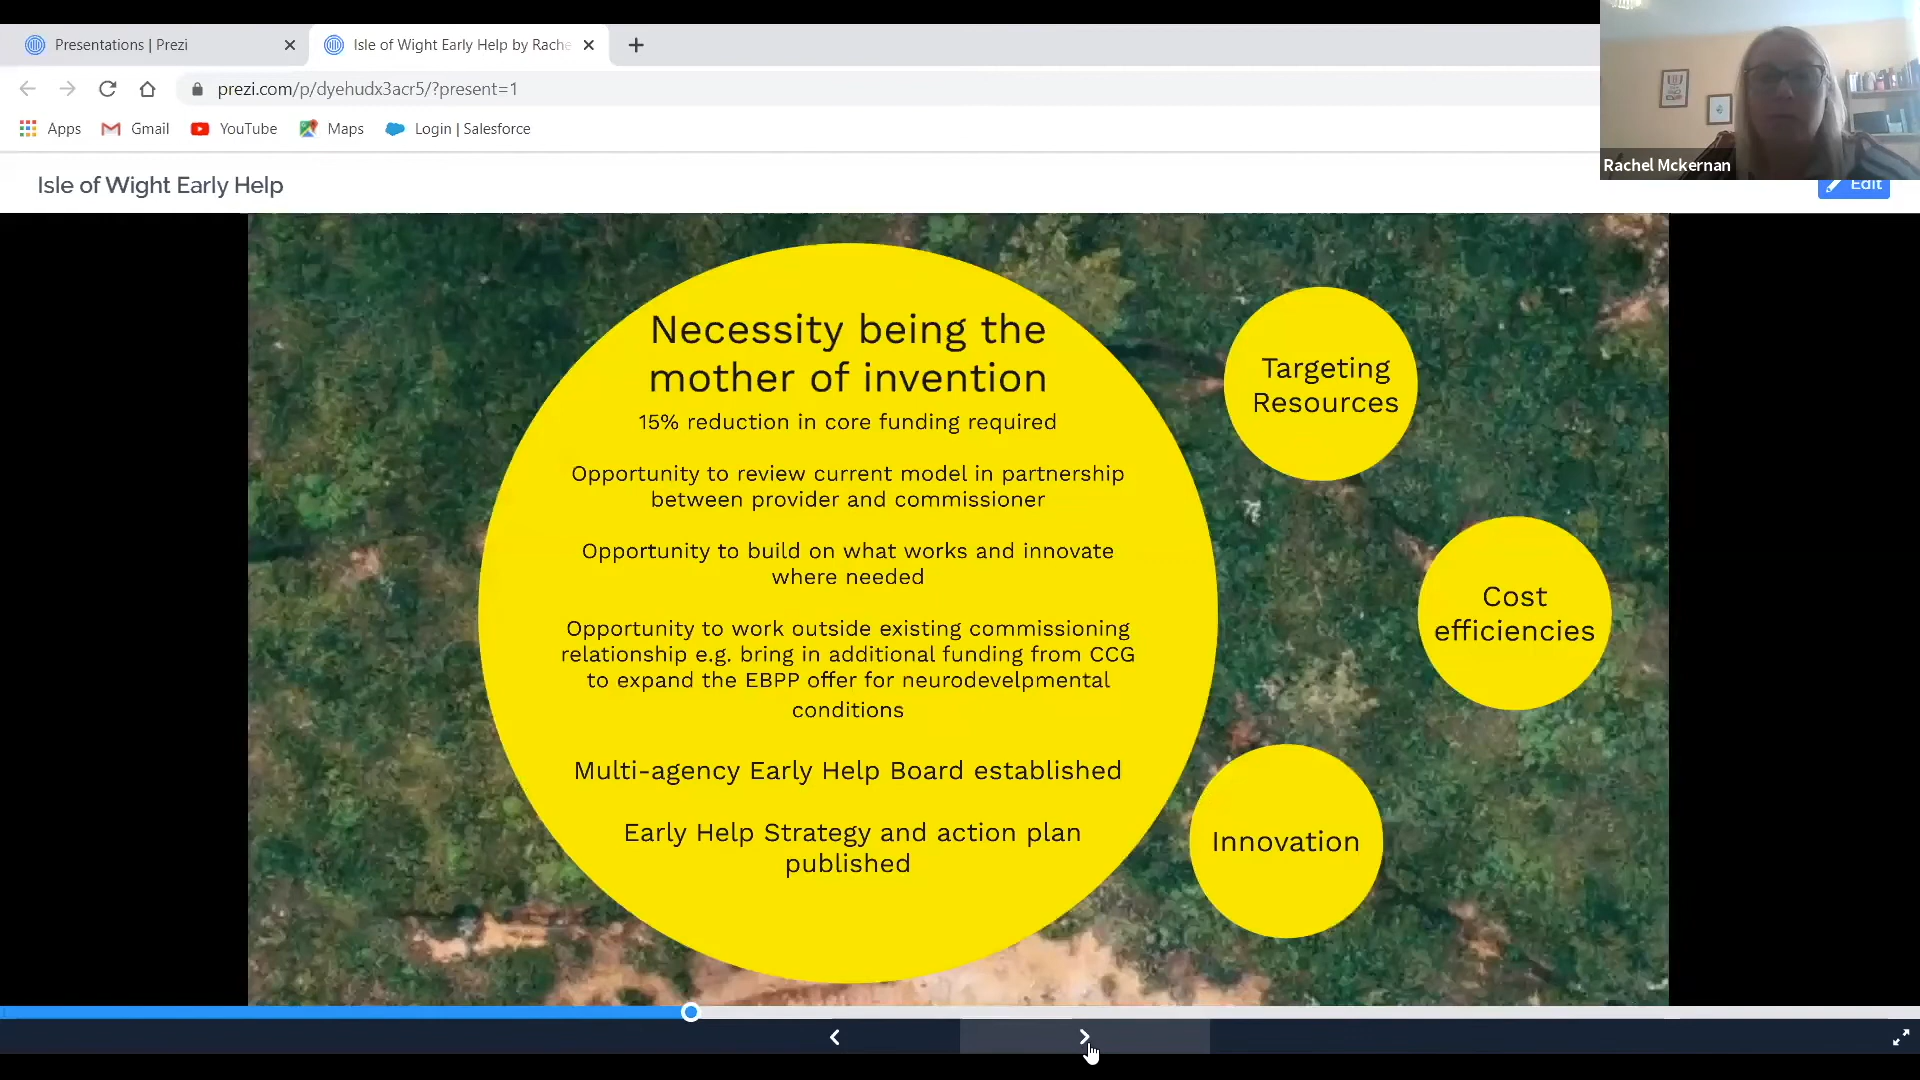 Presentations | Prezi
Isle of Wight Early Help by Rache
prezi.com/p/dyehudx3acr5/?present=1
Apps
Gmail
YouTube
Maps
Login | Salesforce
Rachel Mckernan
Isle of Wight Early Help
Edit
Necessity being the
mother of invention
15% reduction in core funding required
Opportunity to review current model in partnership
between provider and commissioner
Opportunity to build on what works and innovate
where needed
Opportunity to work outside existing commissioning
relationship e.g. bring in additional funding from CCG
to expand the EBPP offer for neurodevelpmental
conditions
Multi-agency Early Help Board established
Early Help Strategy and action plan
published
Targeting
Resources
Cost
efficiencies
Innovation